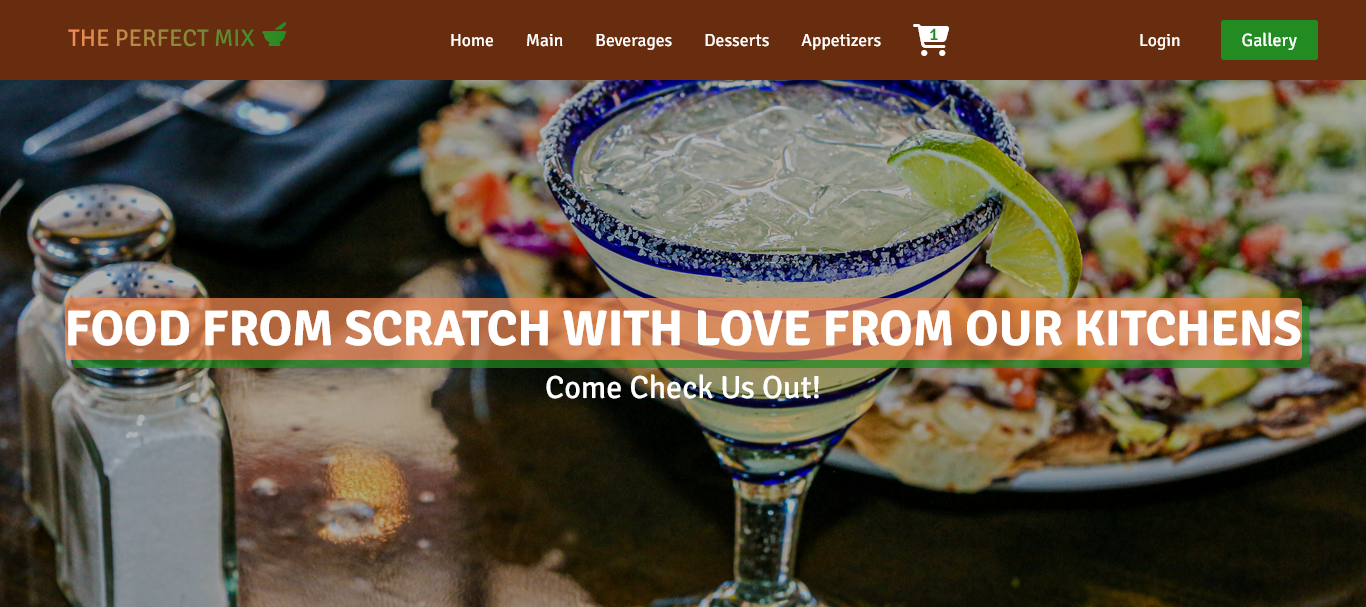 THE PERFECT MIX
Home Main Beverages Desserts Appetizers 1 Login Gallery
FOOD FROM SCRATCH WITH LOVE FROM OUR KITCHENS
Come Check Us Out!